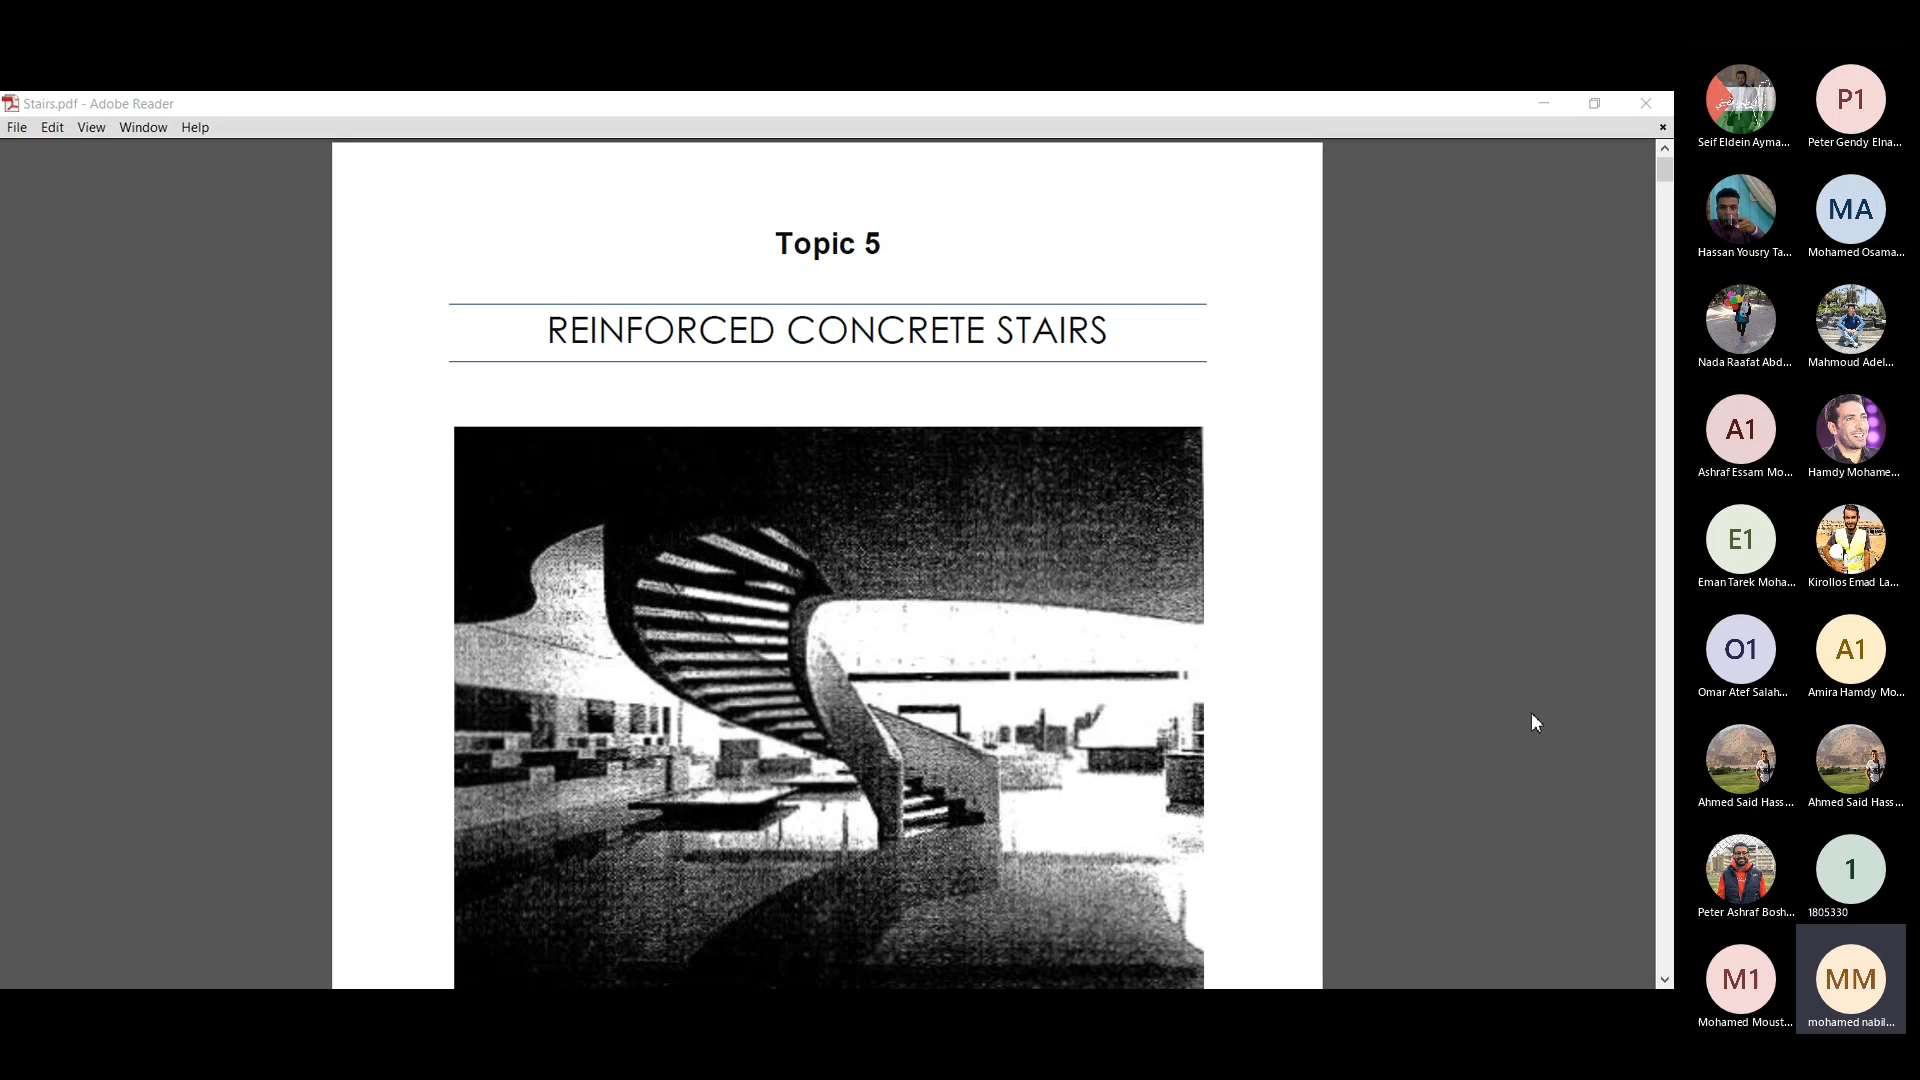 Stairs.pdf - Adobe Reader
File Edit View Window Help
Topic 5
REINFORCED CONCRETE STAIRS
Seif Eldein Ayma...
P1
Peter Gendy Elna...
Hassan Yousry Ta...
MA
Mohamed Osama...
Nada Raafat Abd...
Mahmoud Adel...
A1
Ashraf Essam Mo...
Hamdy Mohame...
E1
Eman Tarek Moha...
Kirollos Emad La...
O1
Omar Atef Salah...
A1
Amira Hamdy Mo...
Ahmed Said Hass...
Ahmed Said Hass...
Peter Ashraf Bosh...
1
1805330
M1
Mohamed Moust...
MM
mohamed nabil...